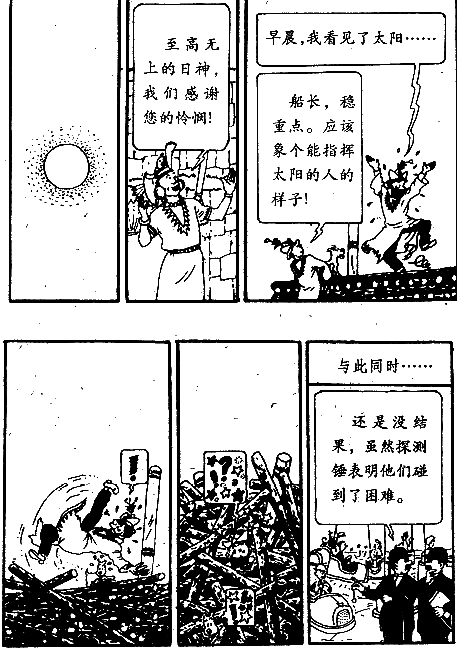 至高无
上的日神，
我们感谢
您的怜悯！
早晨，我看见了太阳……
船长，稳
重点。应该
象个能指挥
太阳的人的
样子！
！
！？
！？
与此同时……
还是没结
果，虽然探测
锤表明他们碰
到了困难。